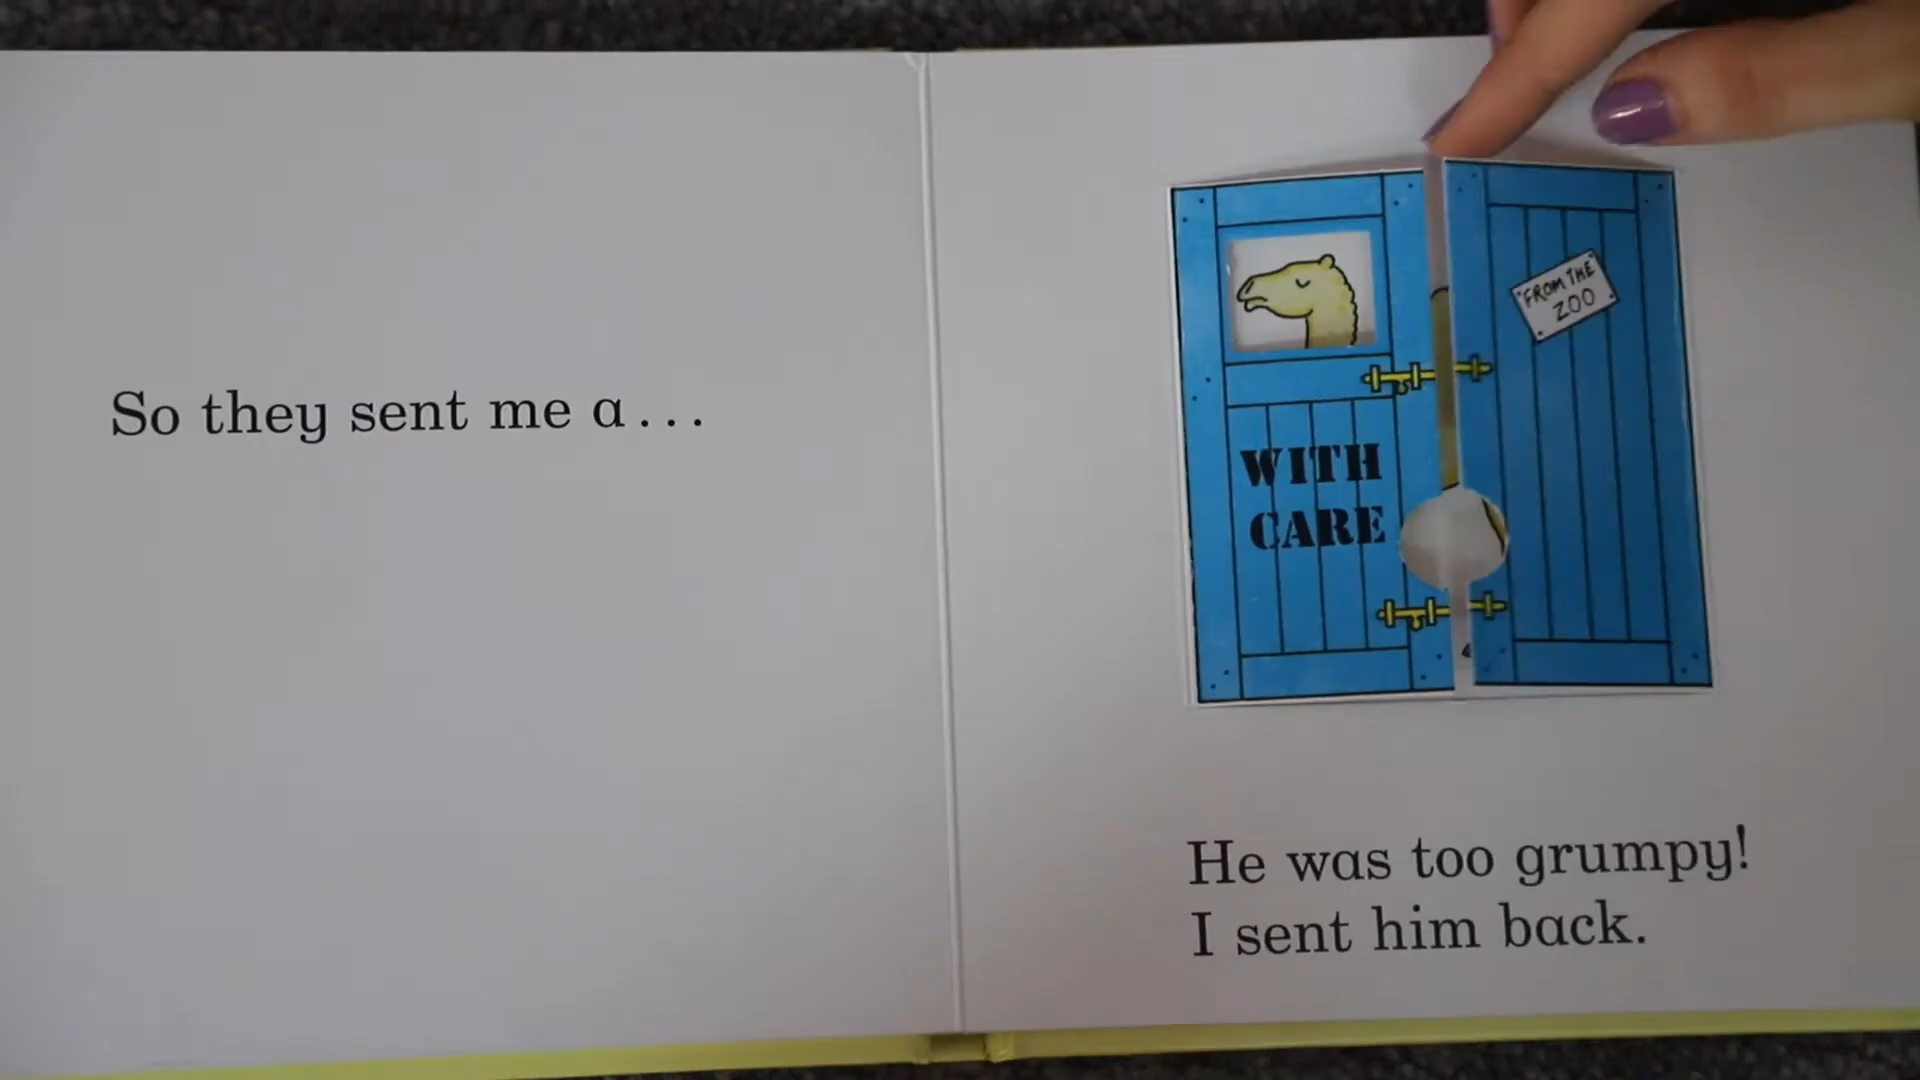 So they sent me a...
FROM THE
ZOO
WITH
CARE
He was too grumpy!
I sent him back.